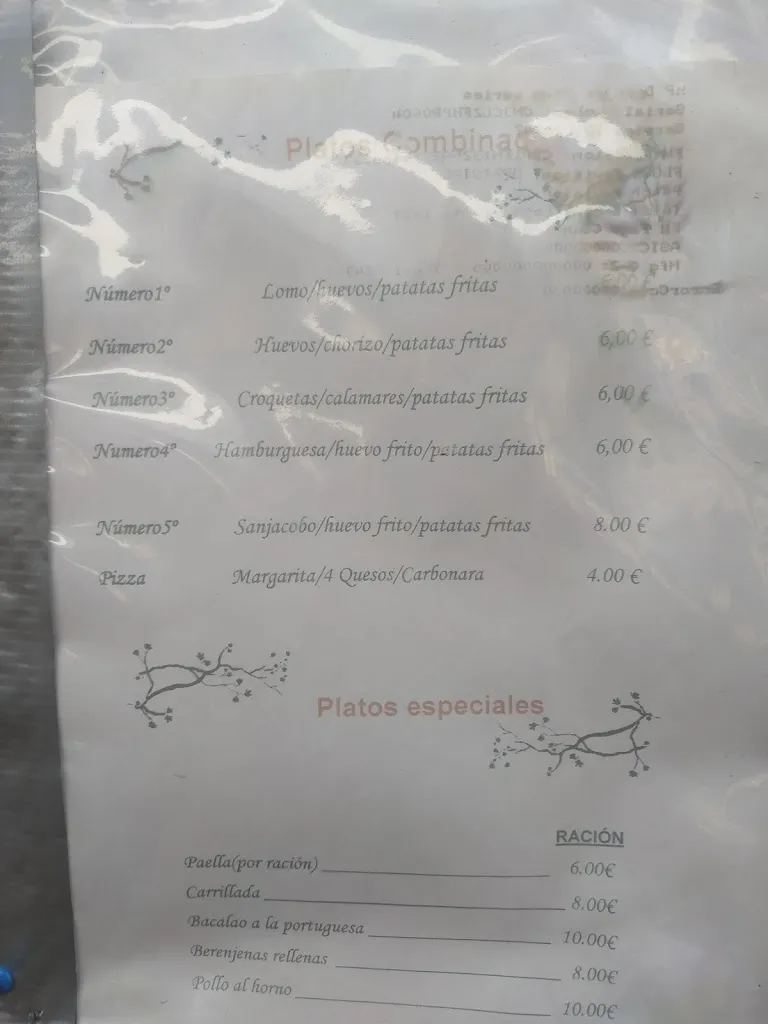 Platos Combinad
Número1º Lomo/huevos/patatas fritas
Número2º Huevos/chorizo/patatas fritas 6,00 €
Número3º Croquetas/calamares/patatas fritas 6,00 €
Numero4º Hamburguesa/huevo frito/patatas fritas 6,00 €
Número5º Sanjacobo/huevo frito/patatas fritas 8.00 €
Pizza Margarita/4 Quesos/Carbonara 4.00 €
Platos especiales
RACIÓN
Paella(por ración) 6.00€
Carrillada 8.00€
Bacalao a la portuguesa 10.00€
Berenjenas rellenas 8.00€
Pollo al horno 10.00€